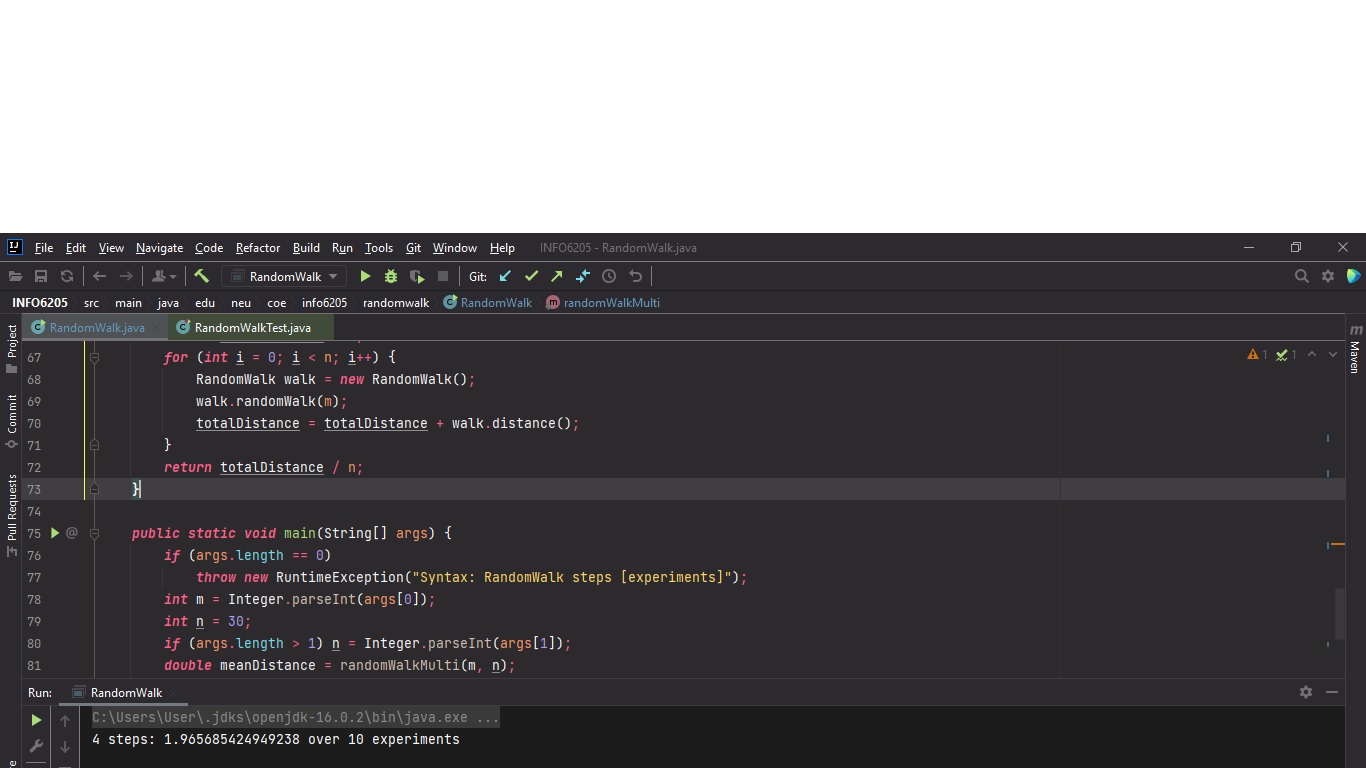 File Edit View Navigate Code Refactor Build Run Tools Git Window Help INFO6205 - RandomWalk.java
RandomWalk Git:
INFO6205 src main java edu neu coe info6205 randomwalk RandomWalk m randomWalkMulti
Project
Commit
Pull Requests
RandomWalk.java RandomWalkTest.java
m
Maven
1 1
67 for (int i = 0; i < n; i++) {
68 RandomWalk walk = new RandomWalk();
69 walk.randomWalk(m);
70 totalDistance = totalDistance + walk.distance();
71 }
72 return totalDistance / n;
73 }
74
75 @ public static void main(String[] args) {
76 if (args.length == 0)
77 throw new RuntimeException("Syntax: RandomWalk steps [experiments]");
78 int m = Integer.parseInt(args[0]);
79 int n = 30;
80 if (args.length > 1) n = Integer.parseInt(args[1]);
81 double meanDistance = randomWalkMulti(m, n);
Run: RandomWalk
C:\Users\User\.jdks\openjdk-16.0.2\bin\java.exe ...
4 steps: 1.965685424949238 over 10 experiments